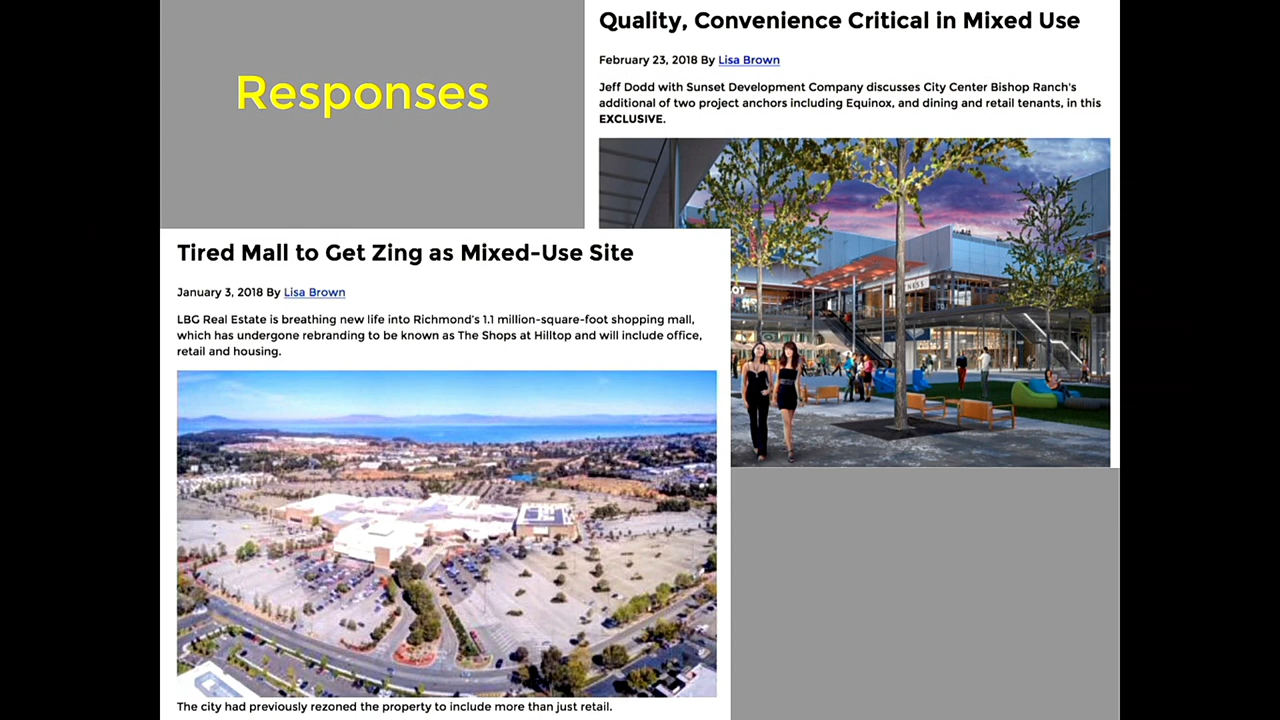 Responses
Quality, Convenience Critical in Mixed Use
February 23, 2018 By Lisa Brown
Jeff Dodd with Sunset Development Company discusses City Center Bishop Ranch's
additional of two project anchors including Equinox, and dining and retail tenants, in this
EXCLUSIVE.
Tired Mall to Get Zing as Mixed-Use Site
January 3, 2018 By Lisa Brown
LBG Real Estate is breathing new life into Richmond's 1.1 million-square-foot shopping mall,
which has undergone rebranding to be known as The Shops at Hilltop and will include office,
retail and housing.
The city had previously rezoned the property to include more than just retail.